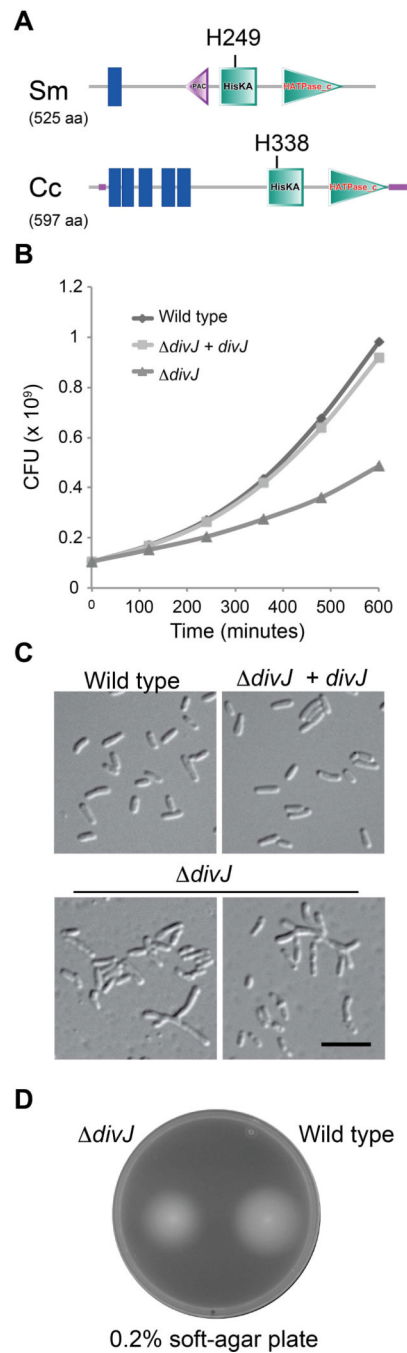 A
H249
Sm
PAC
HisKA
HATPase_c
(525 aa)
H338
Cc
HisKA
HATPase_c
(597 aa)
B
1.2
1
0.8
0.6
0.4
0.2
0
CFU (x 10⁹)
Wild type
ΔdivJ + divJ
ΔdivJ
0 100 200 300 400 500 600
Time (minutes)
C
Wild type
ΔdivJ + divJ
ΔdivJ
D
ΔdivJ
Wild type
0.2% soft-agar plate